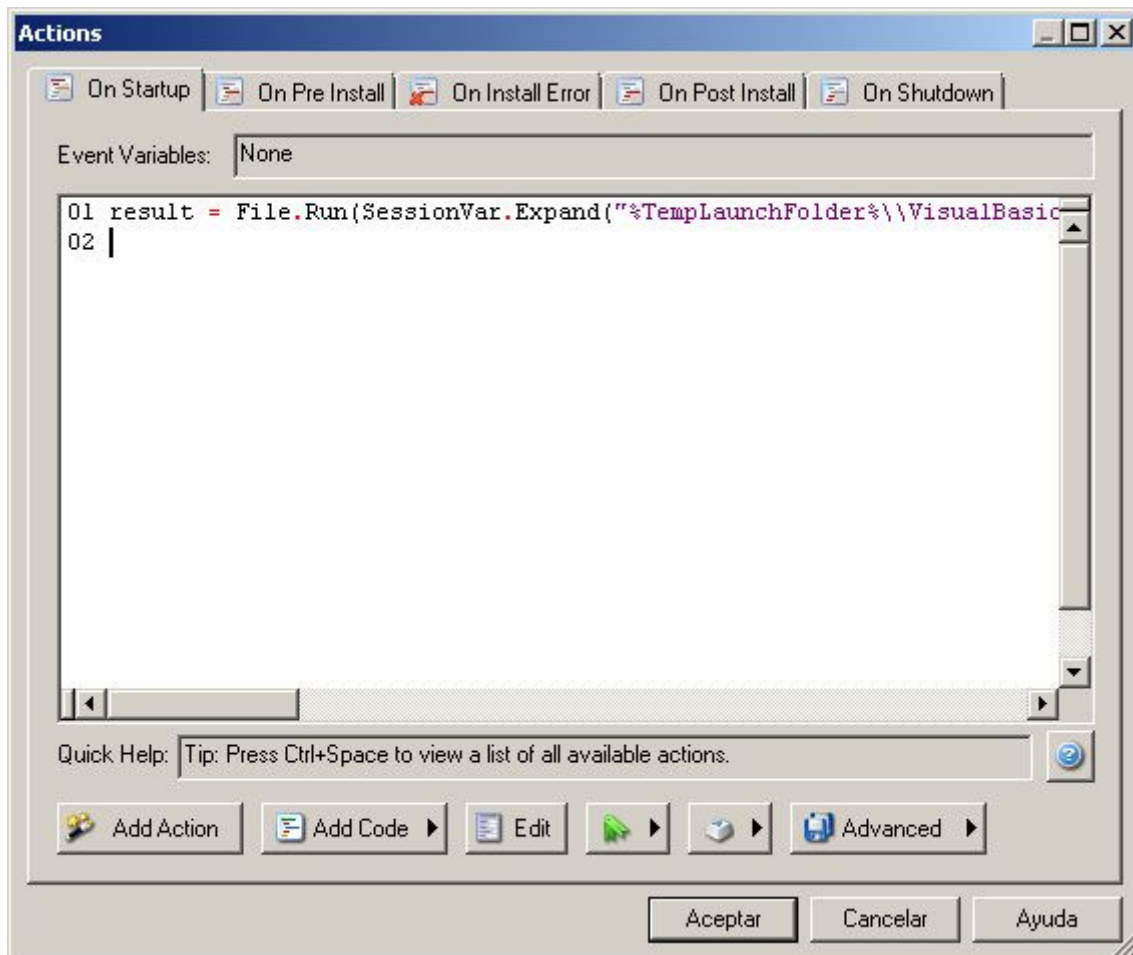 Actions
On Startup On Pre Install On Install Error On Post Install On Shutdown
Event Variables: None
01 result = File.Run(SessionVar.Expand("%TempLaunchFolder%\\VisualBasic
02
Quick Help: Tip: Press Ctrl+Space to view a list of all available actions.
Add Action Add Code Edit Advanced
Aceptar Cancelar Ayuda